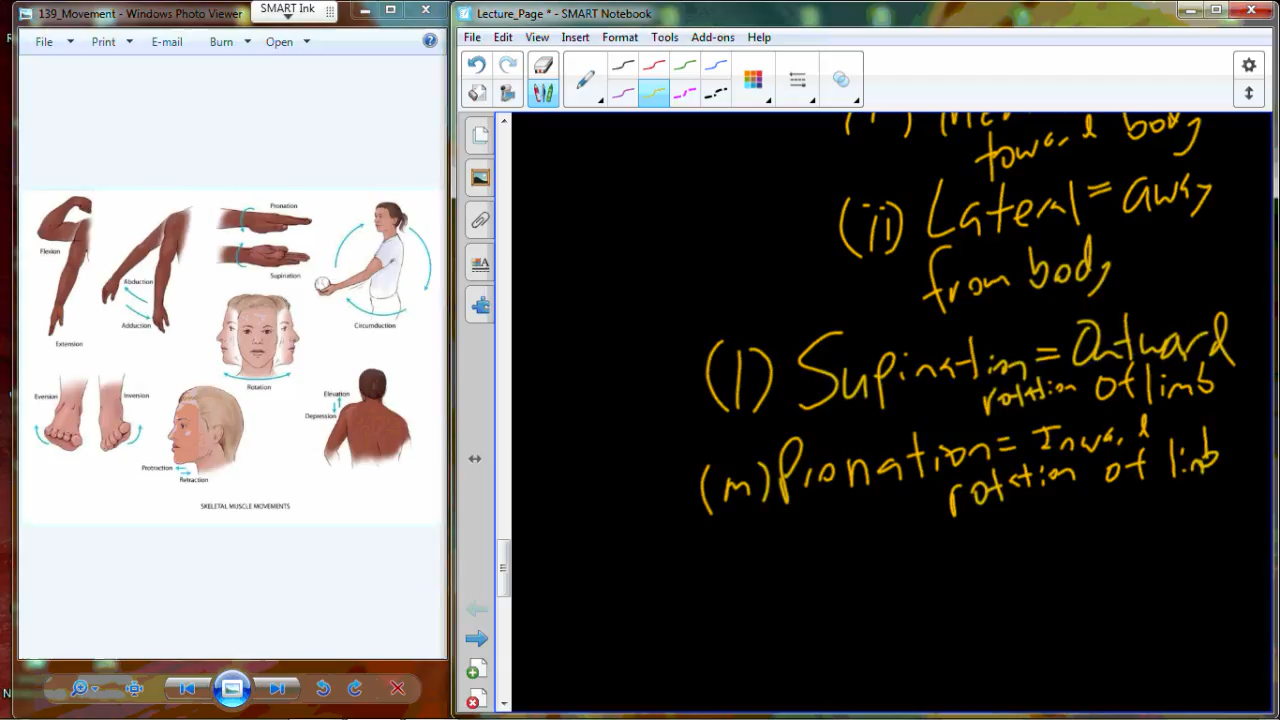 139_Movement - Windows Photo Viewer
SMART Ink
File Print E-mail Burn Open
Flexion
Extension
Abduction
Adduction
Pronation
Supination
Circumduction
Rotation
Eversion
Inversion
Protraction
Retraction
Elevation
Depression
SKELETAL MUSCLE MOVEMENTS
Lecture_Page * - SMART Notebook
File Edit View Insert Format Tools Add-ons Help
toward body
(ii) Lateral = away
from body
(l) Supination = Outward
rotation of limb
(m) Pronation = Inward
rotation of limb